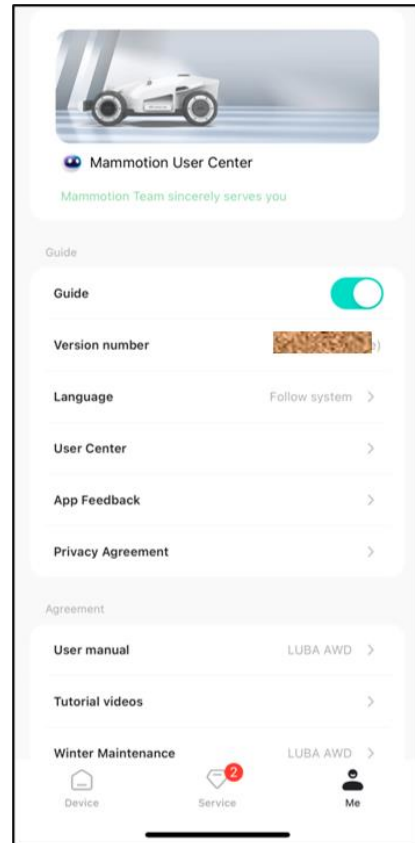 Mammotion User Center
Mammotion Team sincerely serves you
Guide
Guide
Version number
Language Follow system
User Center
App Feedback
Privacy Agreement
Agreement
User manual LUBA AWD
Tutorial videos
Winter Maintenance LUBA AWD
2
Device Service Me